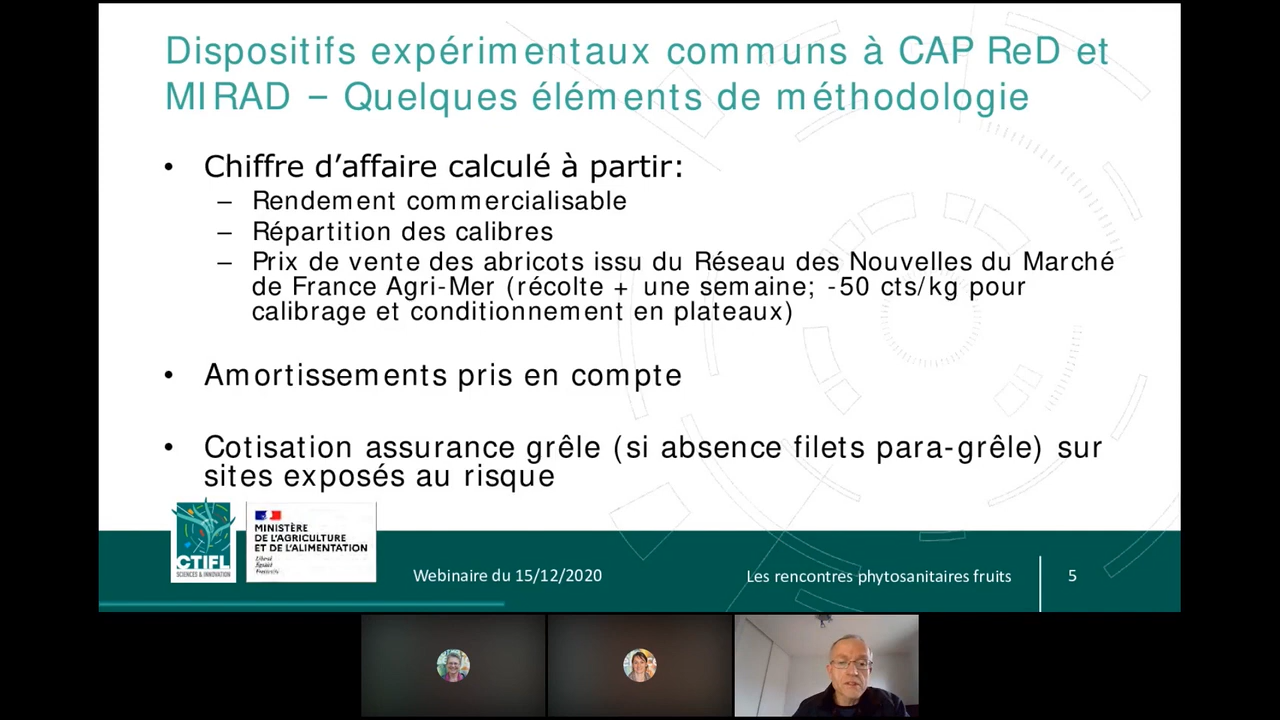 Dispositifs expérimentaux communs à CAP ReD et
MIRAD – Quelques éléments de méthodologie
• Chiffre d’affaire calculé à partir:
– Rendement commercialisable
– Répartition des calibres
– Prix de vente des abricots issu du Réseau des Nouvelles du Marché
de France Agri-Mer (récolte + une semaine; -50 cts/kg pour
calibrage et conditionnement en plateaux)
• Amortissements pris en compte
• Cotisation assurance grêle (si absence filets para-grêle) sur
sites exposés au risque
CTIFL
SCIENCES & INNOVATION
MINISTÈRE
DE L'AGRICULTURE
ET DE L'ALIMENTATION
Liberté
Égalité
Fraternité
Webinaire du 15/12/2020
Les rencontres phytosanitaires fruits
5